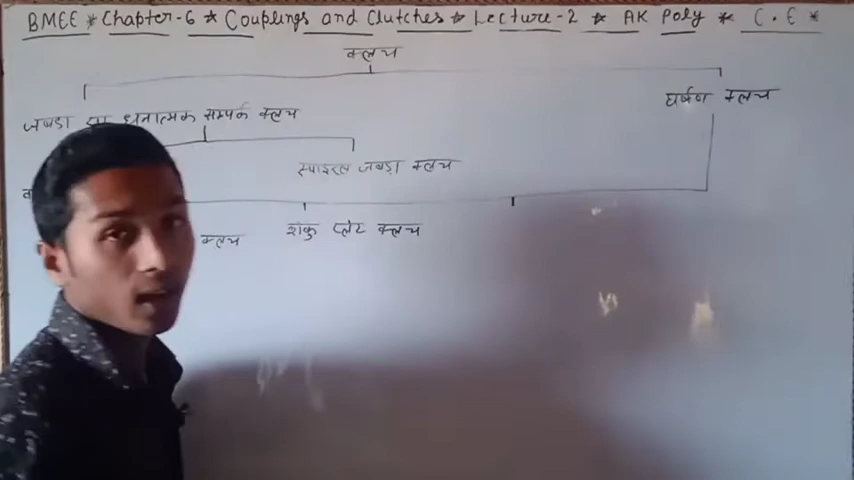 BMEE * Chapter-6 * Couplings and Clutches * Lecture-2 * AK Poly * C.E *
क्लच
जबड़ा या धनात्मक सम्पर्क क्लच घर्षण क्लच
स्पाइरल जबड़ा क्लच
क्लच शंकु प्लेट क्लच